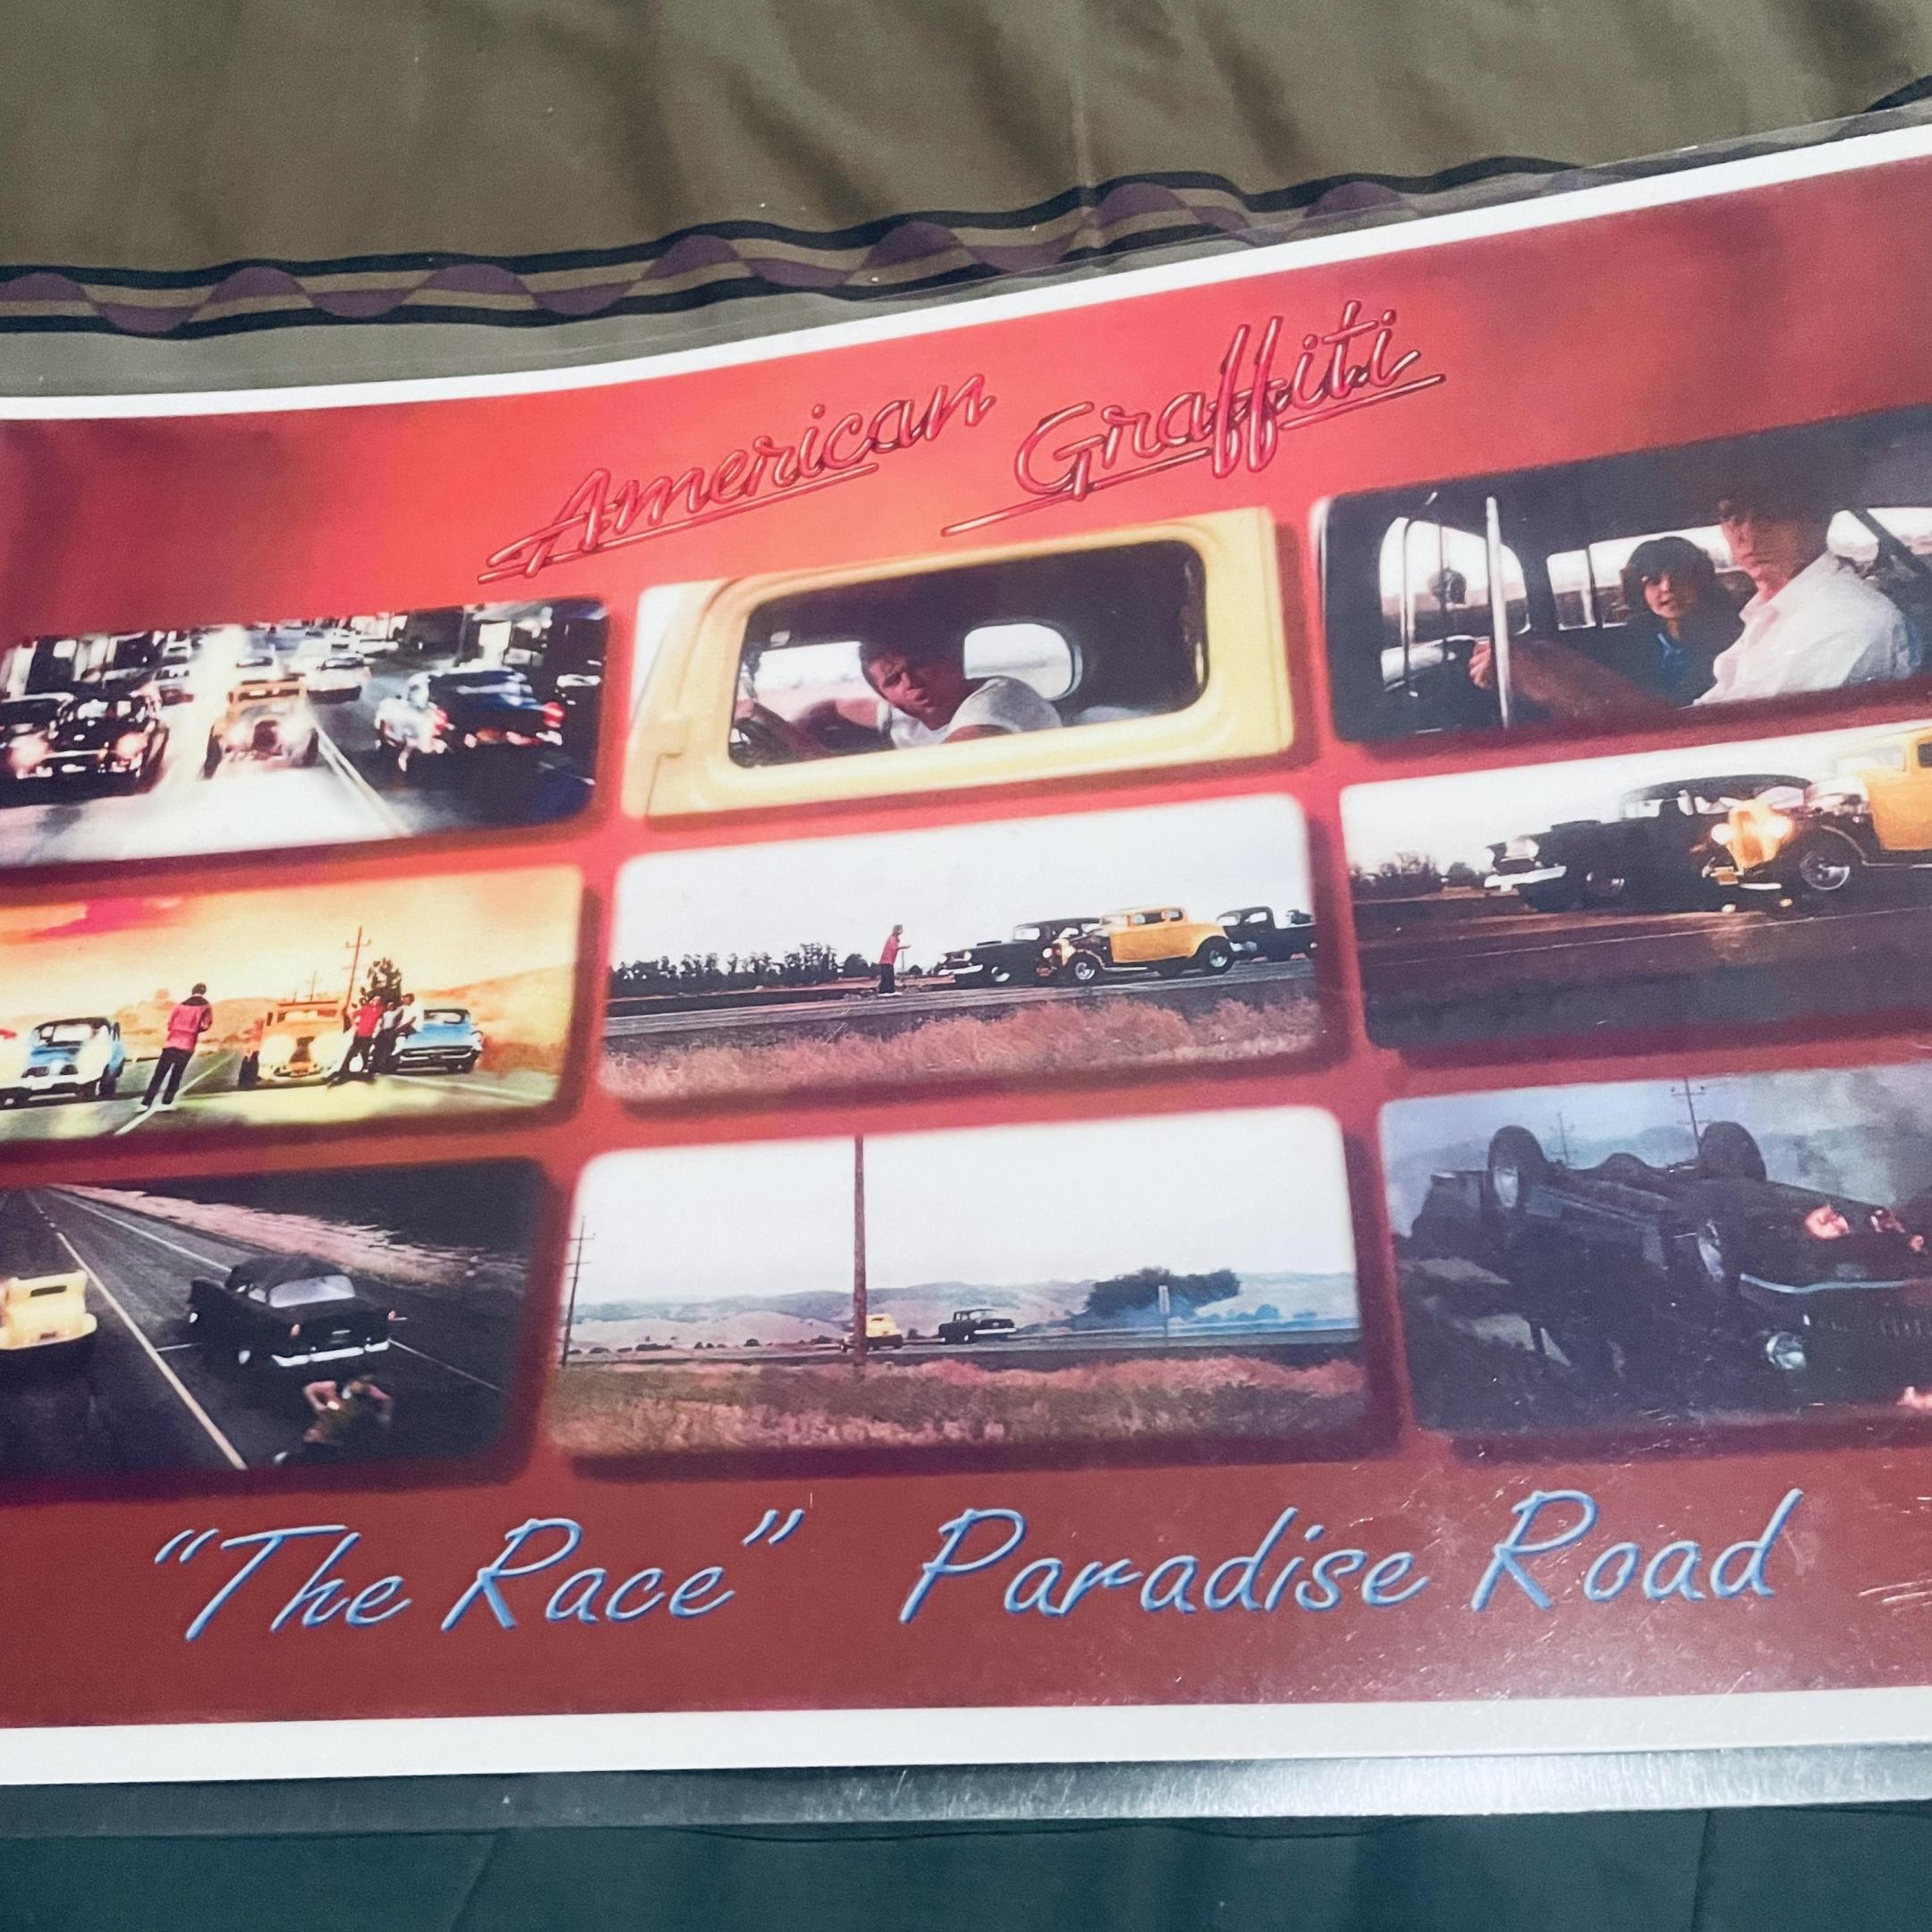 American Graffiti
"The Race" Paradise Road